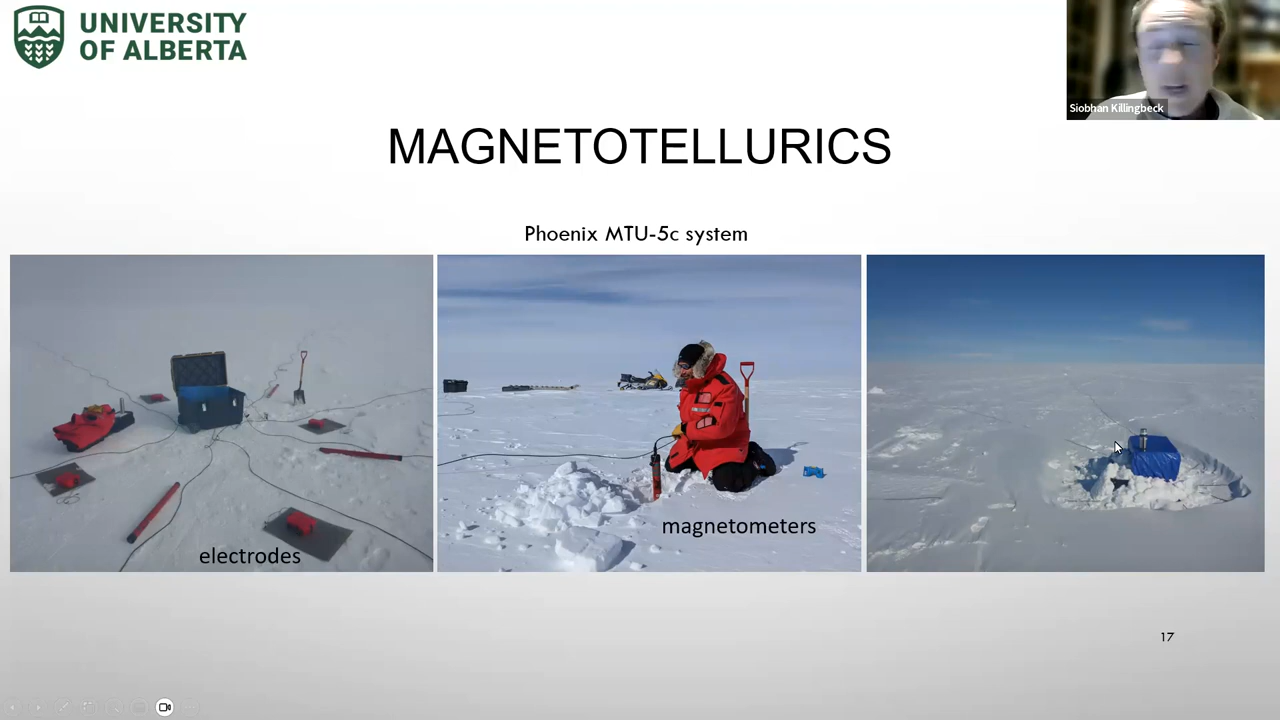 UNIVERSITY
OF ALBERTA
Siobhan Killingbeck
MAGNETOTELLURICS
Phoenix MTU-5c system
electrodes
magnetometers
17